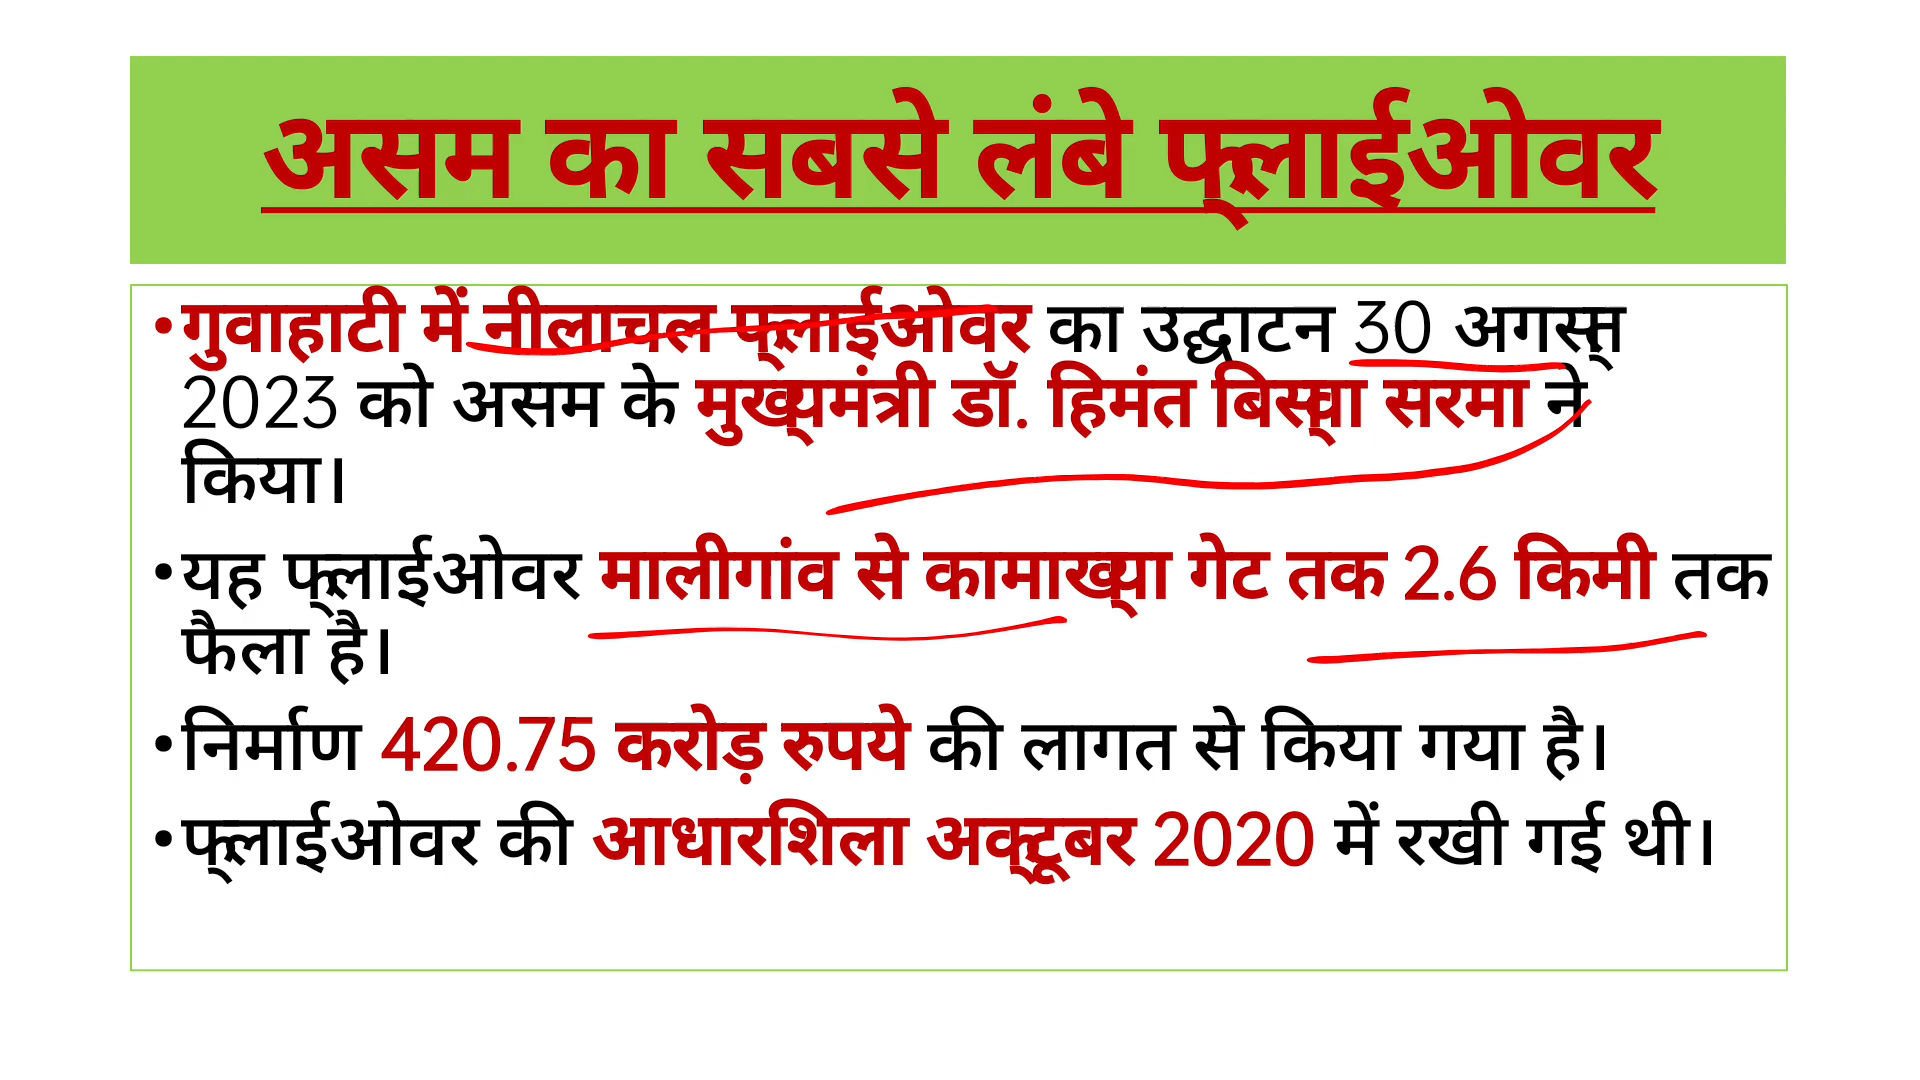 असम का सबसे लंबे फ्लाईओवर
•गुवाहाटी में नीलाचल फ्लाईओवर का उद्घाटन 30 अगस्त
2023 को असम के मुख्यमंत्री डॉ. हिमंत बिस्वा सरमा ने
किया।
•यह फ्लाईओवर मालीगांव से कामाख्या गेट तक 2.6 किमी तक
फैला है।
•निर्माण 420.75 करोड़ रुपये की लागत से किया गया है।
•फ्लाईओवर की आधारशिला अक्टूबर 2020 में रखी गई थी।